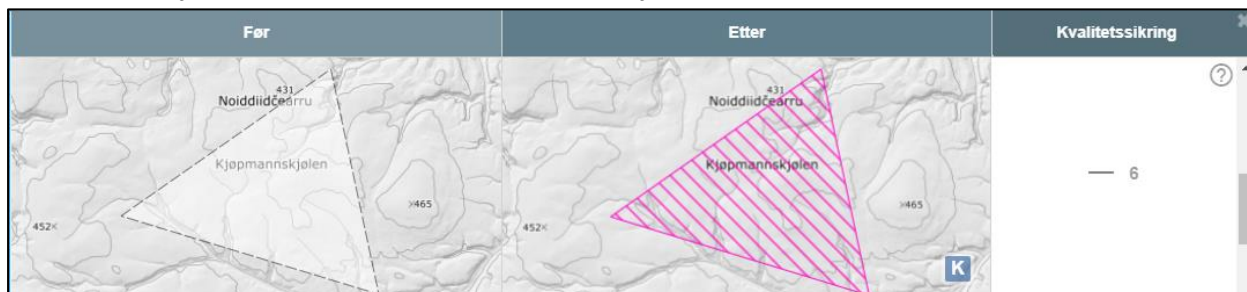 Før
Etter
Kvalitetssikring
431
Noiddiidčearru
Kjøpmannskjølen
465
452
431
Noiddiidčearru
Kjøpmannskjølen
465
452
K
?
6